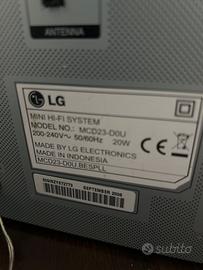 ANTENNA
LG
MINI HI-FI SYSTEM
MODEL NO. MCD23-D0U
200-240V~ 50/60Hz 20W
MADE BY LG ELECTRONICS
MADE IN INDONESIA
MCD23-D0U.BESPLL
SEPTEMBER 2008
subito